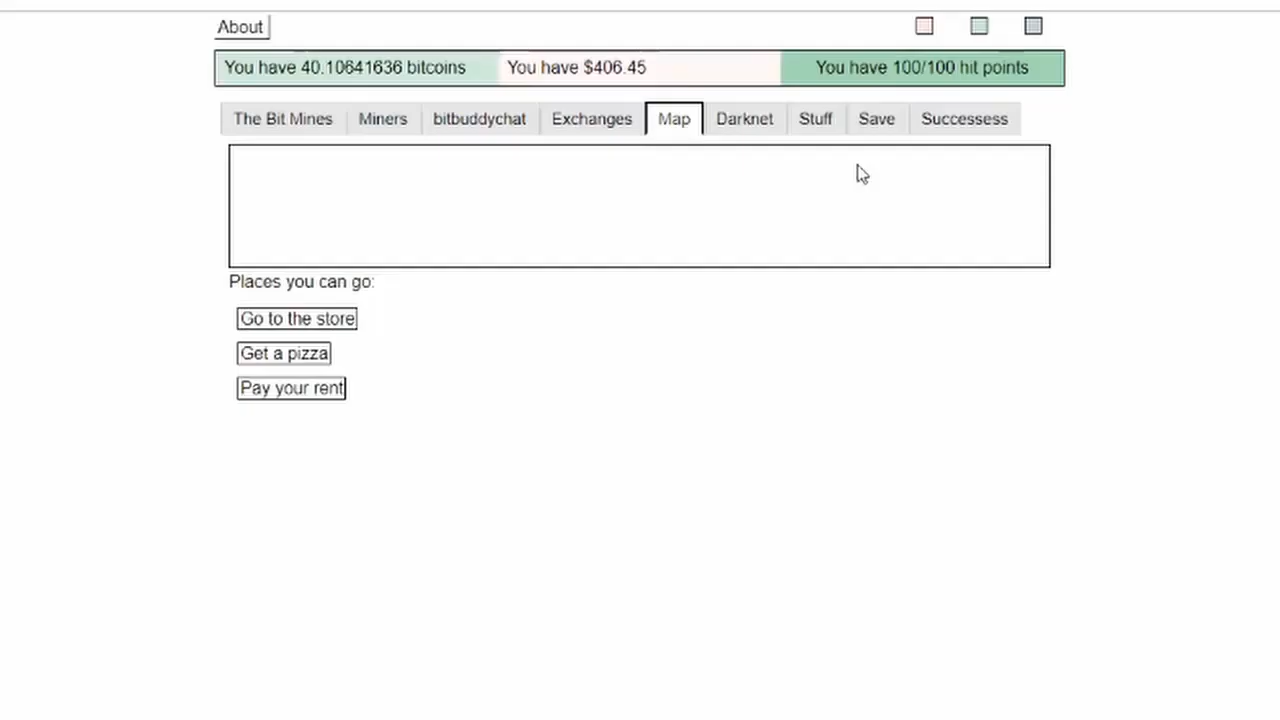 About
You have 40.10641636 bitcoins You have $406.45 You have 100/100 hit points
The Bit Mines Miners bitbuddychat Exchanges Map Darknet Stuff Save Successess
Places you can go:
Go to the store
Get a pizza
Pay your rent